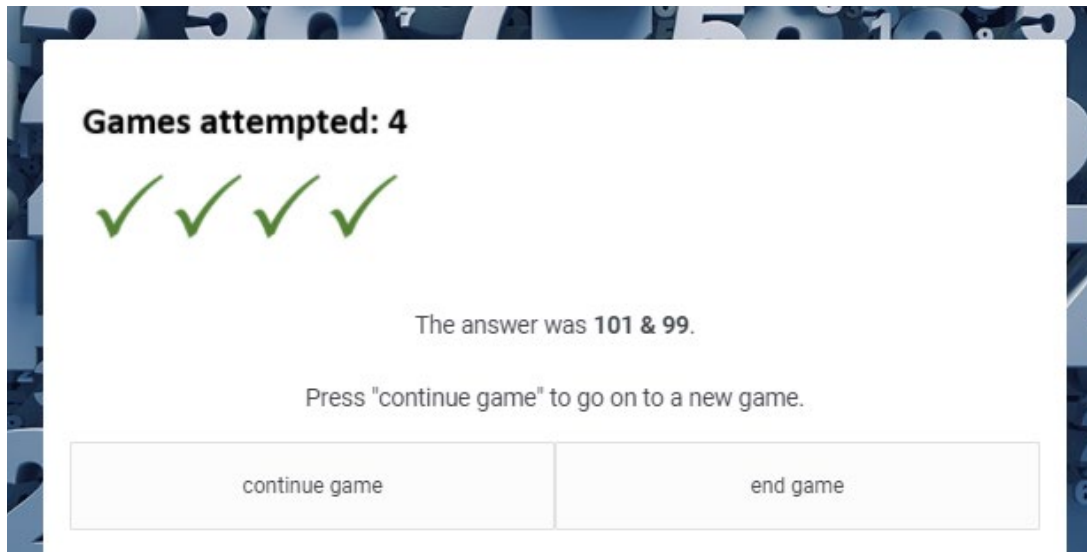 Games attempted: 4
The answer was 101 & 99.
Press "continue game" to go on to a new game.
continue game
end game